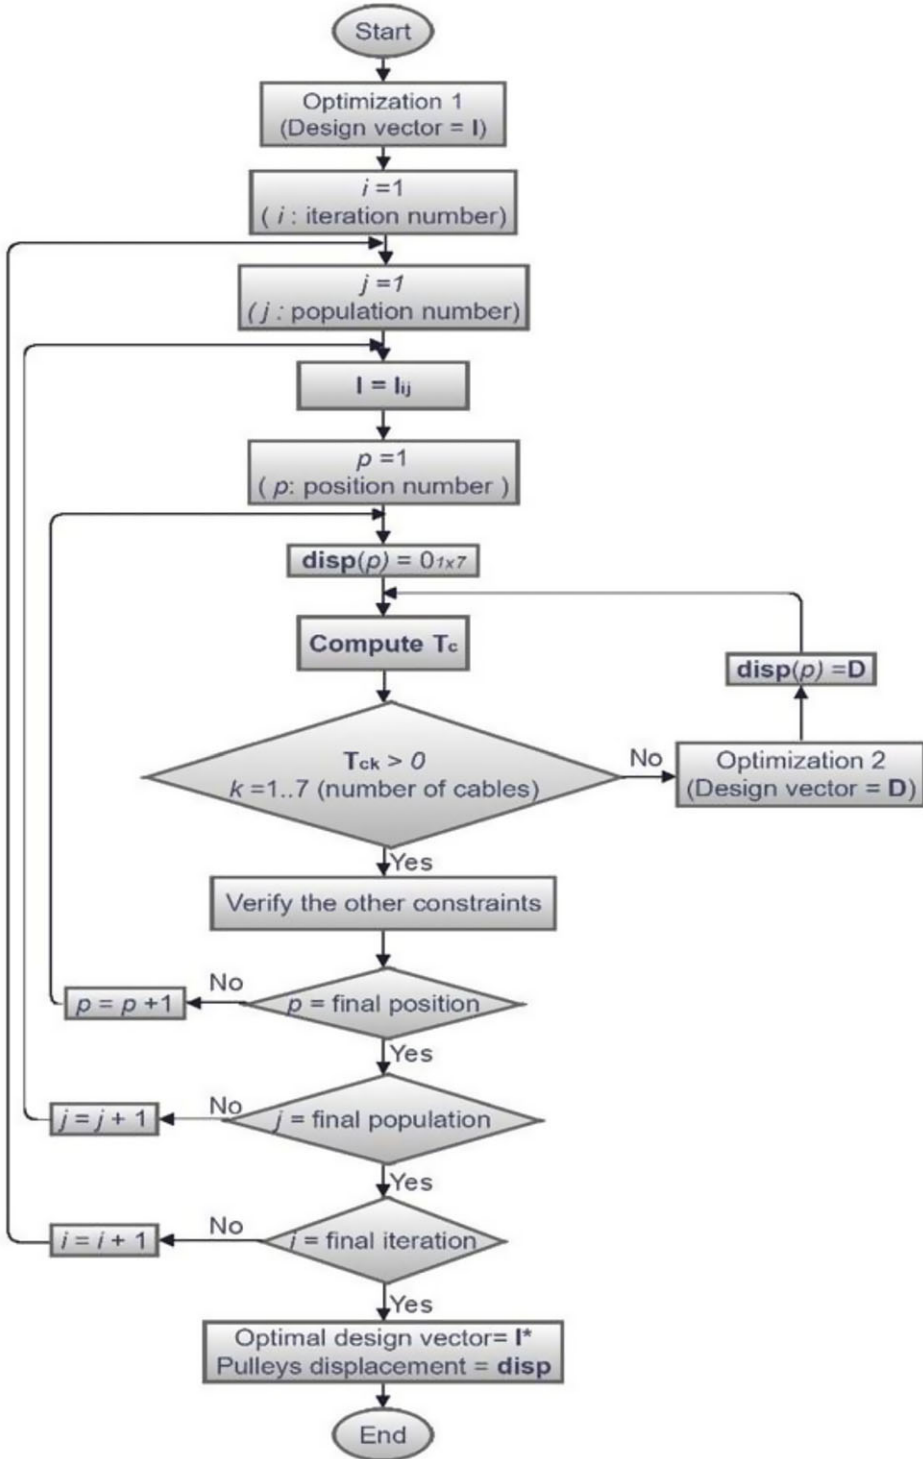 Start
Optimization 1
(Design vector = I)
i =1
( i : iteration number)
j =1
( j : population number)
I = Iij
p =1
( p: position number )
disp(p) = 01x7
Compute Tc
disp(p) =D
Tck > 0
k =1..7 (number of cables)
No
Optimization 2
(Design vector = D)
Yes
Verify the other constraints
p = final position
No
p = p +1
Yes
j = final population
No
j = j + 1
Yes
i = final iteration
No
i = i + 1
Yes
Optimal design vector= I*
Pulleys displacement = disp
End